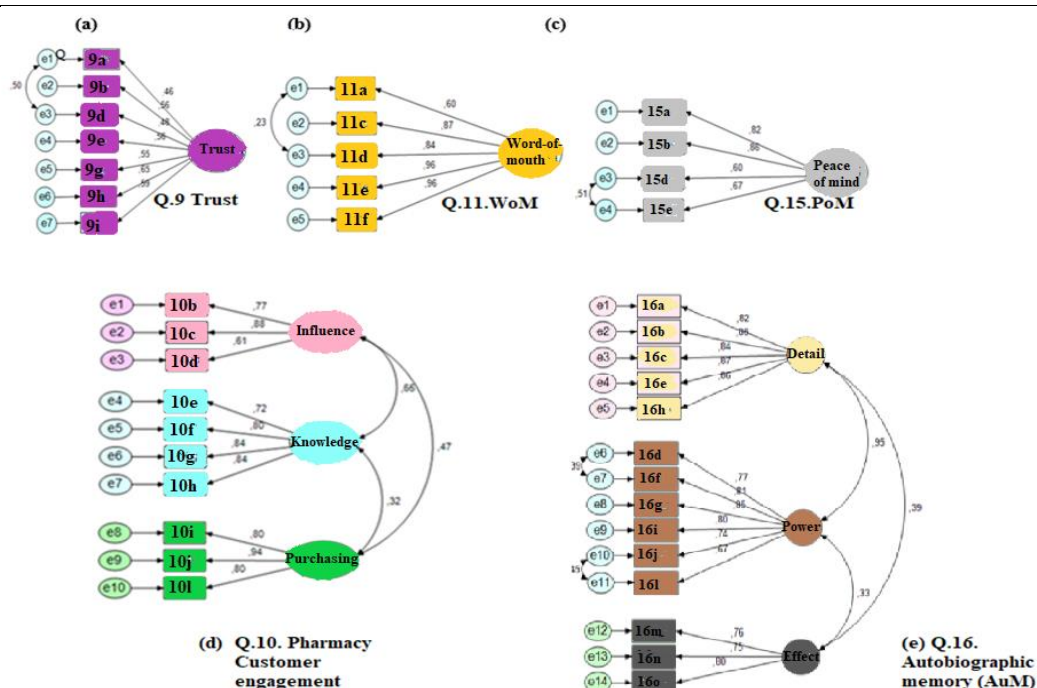 (a)
(b)
(c)
e1
Q
9a
e2
9b
e3
9d
e4
9e
e5
9g
e6
9h
e7
9i
,50
,46
,56
,48
,56
,55
,65
,59
Trust
Q.9 Trust
e1
11a
e2
11c
e3
11d
e4
11e
e5
11f
,23
,60
,87
,84
,96
,96
Word-of-
mouth
Q.11.WoM
e1
15a
e2
15b
e3
15d
e4
15e
,51
,82
,60
,67
Peace
of mind
Q.15.PoM
e1
10b
e2
10c
e3
10d
,77
,88
,61
Influence
e4
10e
e5
10f
e6
10g
e7
10h
,72
,80
,84
,84
Knowledge
e8
10i
e9
10j
e10
10l
,80
,94
,80
Purchasing
,66
,47
,32
(d) Q.10. Pharmacy
Customer
engagement
e1
16a
e2
16b
e3
16c
e4
16e
e5
16h
,82
,84
,87
Detail
e6
16d
e7
16f
e8
16g
e9
16i
e10
16j
e11
16l
,77
,81
,85
,80
,74
,67
Power
e12
16m
e13
16n
e14
16o
,76
,75
Effect
,95
,39
,33
(e) Q.16.
Autobiographic
memory (AuM)